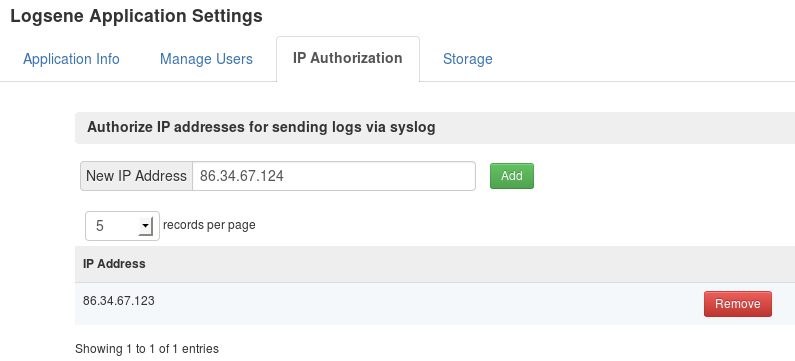 Logsene Application Settings
Application Info Manage Users IP Authorization Storage
Authorize IP addresses for sending logs via syslog
New IP Address 86.34.67.124 Add
5 records per page
IP Address
86.34.67.123 Remove
Showing 1 to 1 of 1 entries